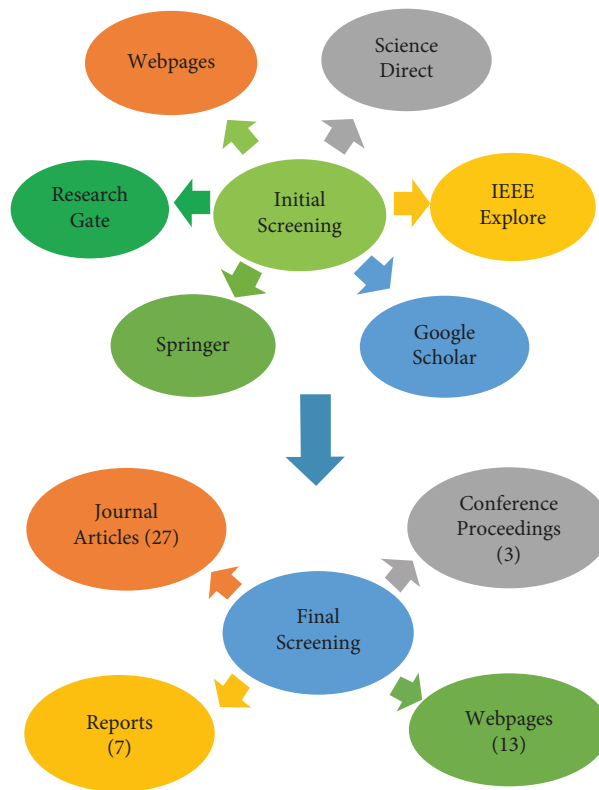 Webpages
Science
Direct
Research
Gate
Initial
Screening
IEEE
Explore
Springer
Google
Scholar
Journal
Articles (27)
Conference
Proceedings
(3)
Final
Screening
Reports
(7)
Webpages
(13)